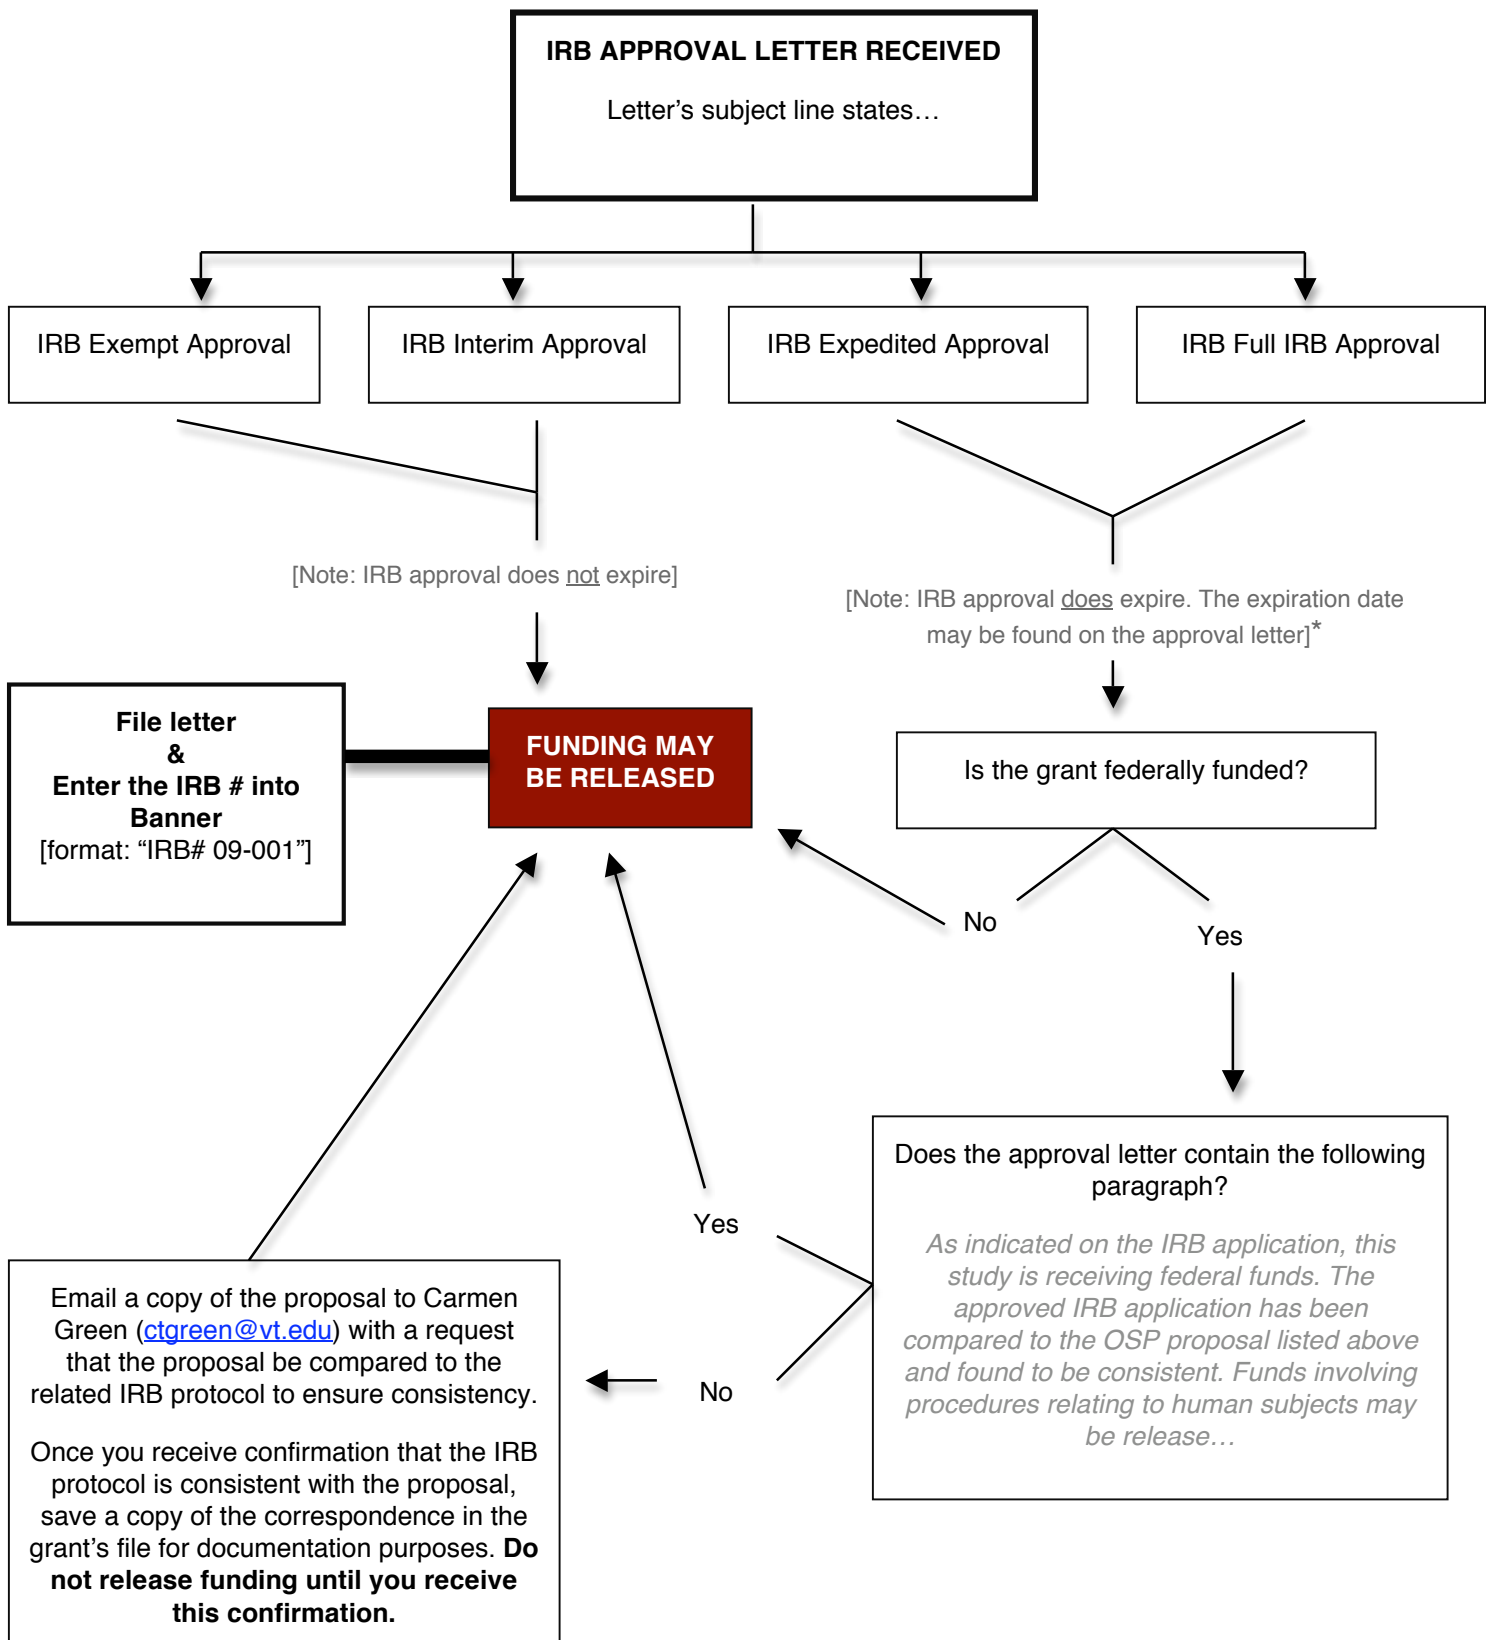 IRB APPROVAL LETTER RECEIVED
Letter’s subject line states…
IRB Exempt Approval
IRB Interim Approval
IRB Expedited Approval
IRB Full IRB Approval
[Note: IRB approval does not expire]
[Note: IRB approval does expire. The expiration date
may be found on the approval letter]*
File letter
&
Enter the IRB # into
Banner
[format: “IRB# 09-001”]
FUNDING MAY
BE RELEASED
Is the grant federally funded?
No
Yes
Does the approval letter contain the following
paragraph?
As indicated on the IRB application, this
study is receiving federal funds. The
approved IRB application has been
compared to the OSP proposal listed above
and found to be consistent. Funds involving
procedures relating to human subjects may
be release…
Yes
No
Email a copy of the proposal to Carmen
Green (ctgreen@vt.edu) with a request
that the proposal be compared to the
related IRB protocol to ensure consistency.
Once you receive confirmation that the IRB
protocol is consistent with the proposal,
save a copy of the correspondence in the
grant’s file for documentation purposes. Do
not release funding until you receive
this confirmation.